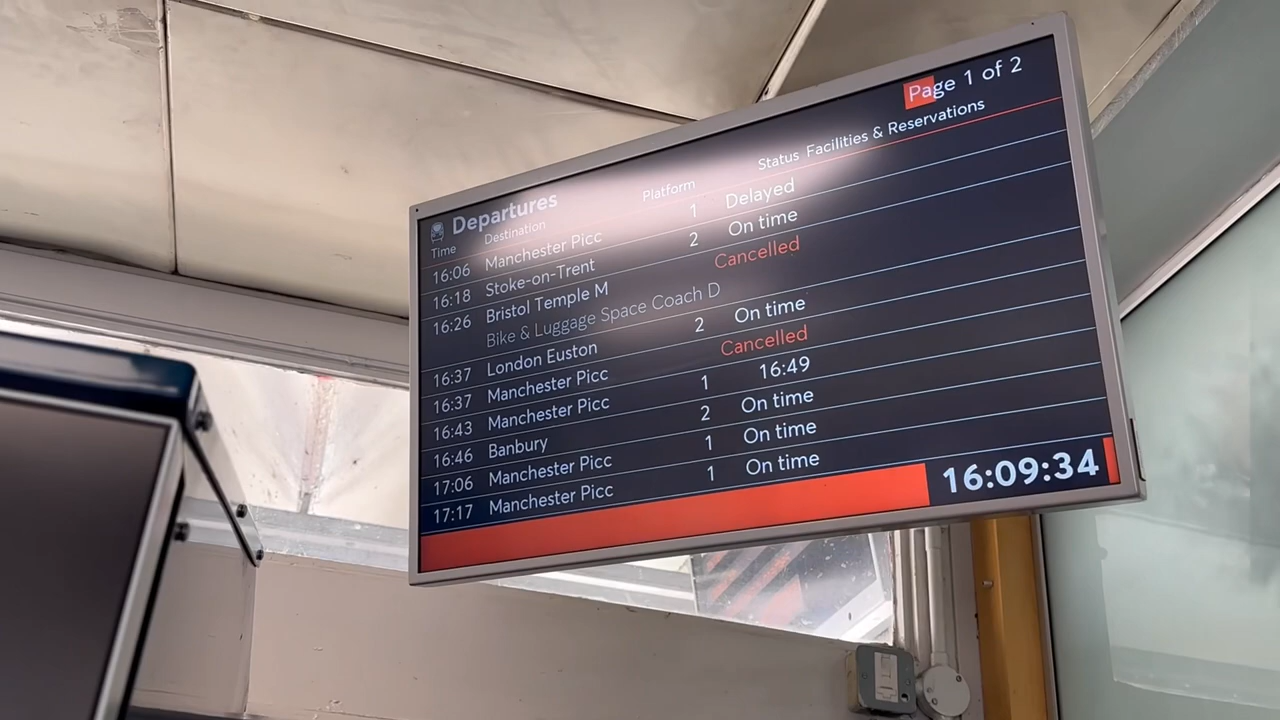 Departures Page 1 of 2
Time Destination Platform Status Facilities & Reservations
16:06 Manchester Picc 1 Delayed
16:18 Stoke-on-Trent 2 On time
16:26 Bristol Temple M Cancelled
Bike & Luggage Space Coach D
16:37 London Euston 2 On time
16:37 Manchester Picc Cancelled
16:43 Manchester Picc 1 16:49
16:46 Banbury 2 On time
17:06 Manchester Picc 1 On time
17:17 Manchester Picc 1 On time
16:09:34